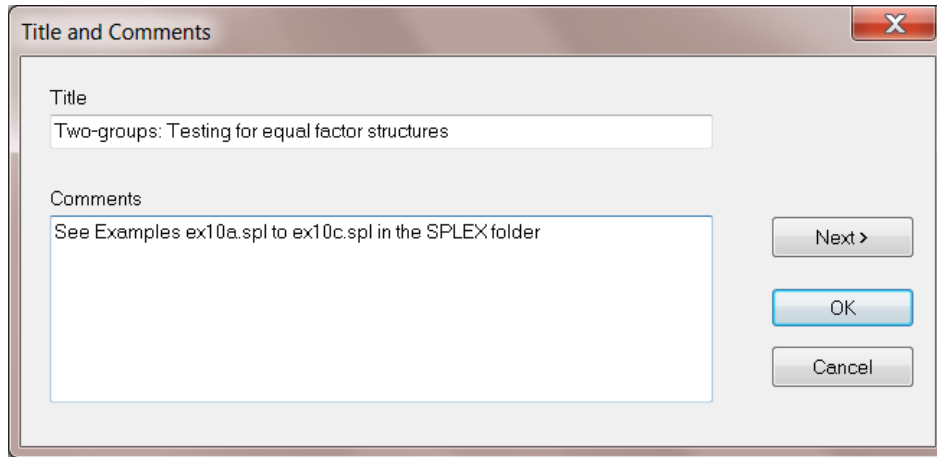 Title and Comments
Title
Two-groups: Testing for equal factor structures
Comments
See Examples ex10a.spl to ex10c.spl in the SPLEX folder
Next >
OK
Cancel